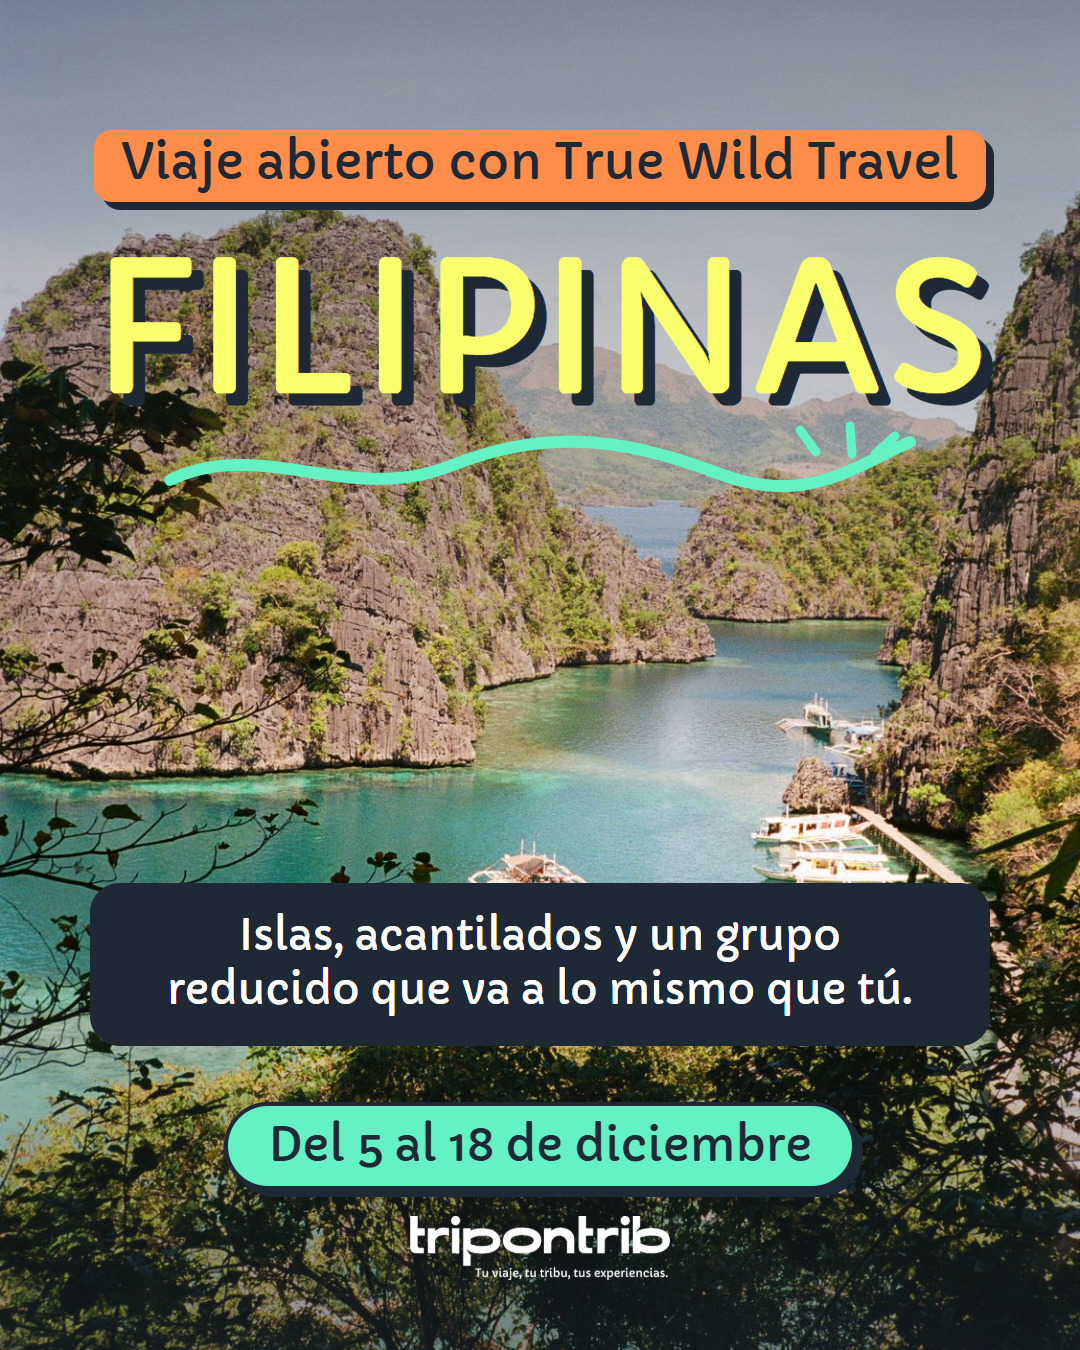 Viaje abierto con True Wild Travel
FILIPINAS
Islas, acantilados y un grupo
reducido que va a lo mismo que tú.
Del 5 al 18 de diciembre
tripontrib
Tu viaje, tu tribu, tus experiencias.